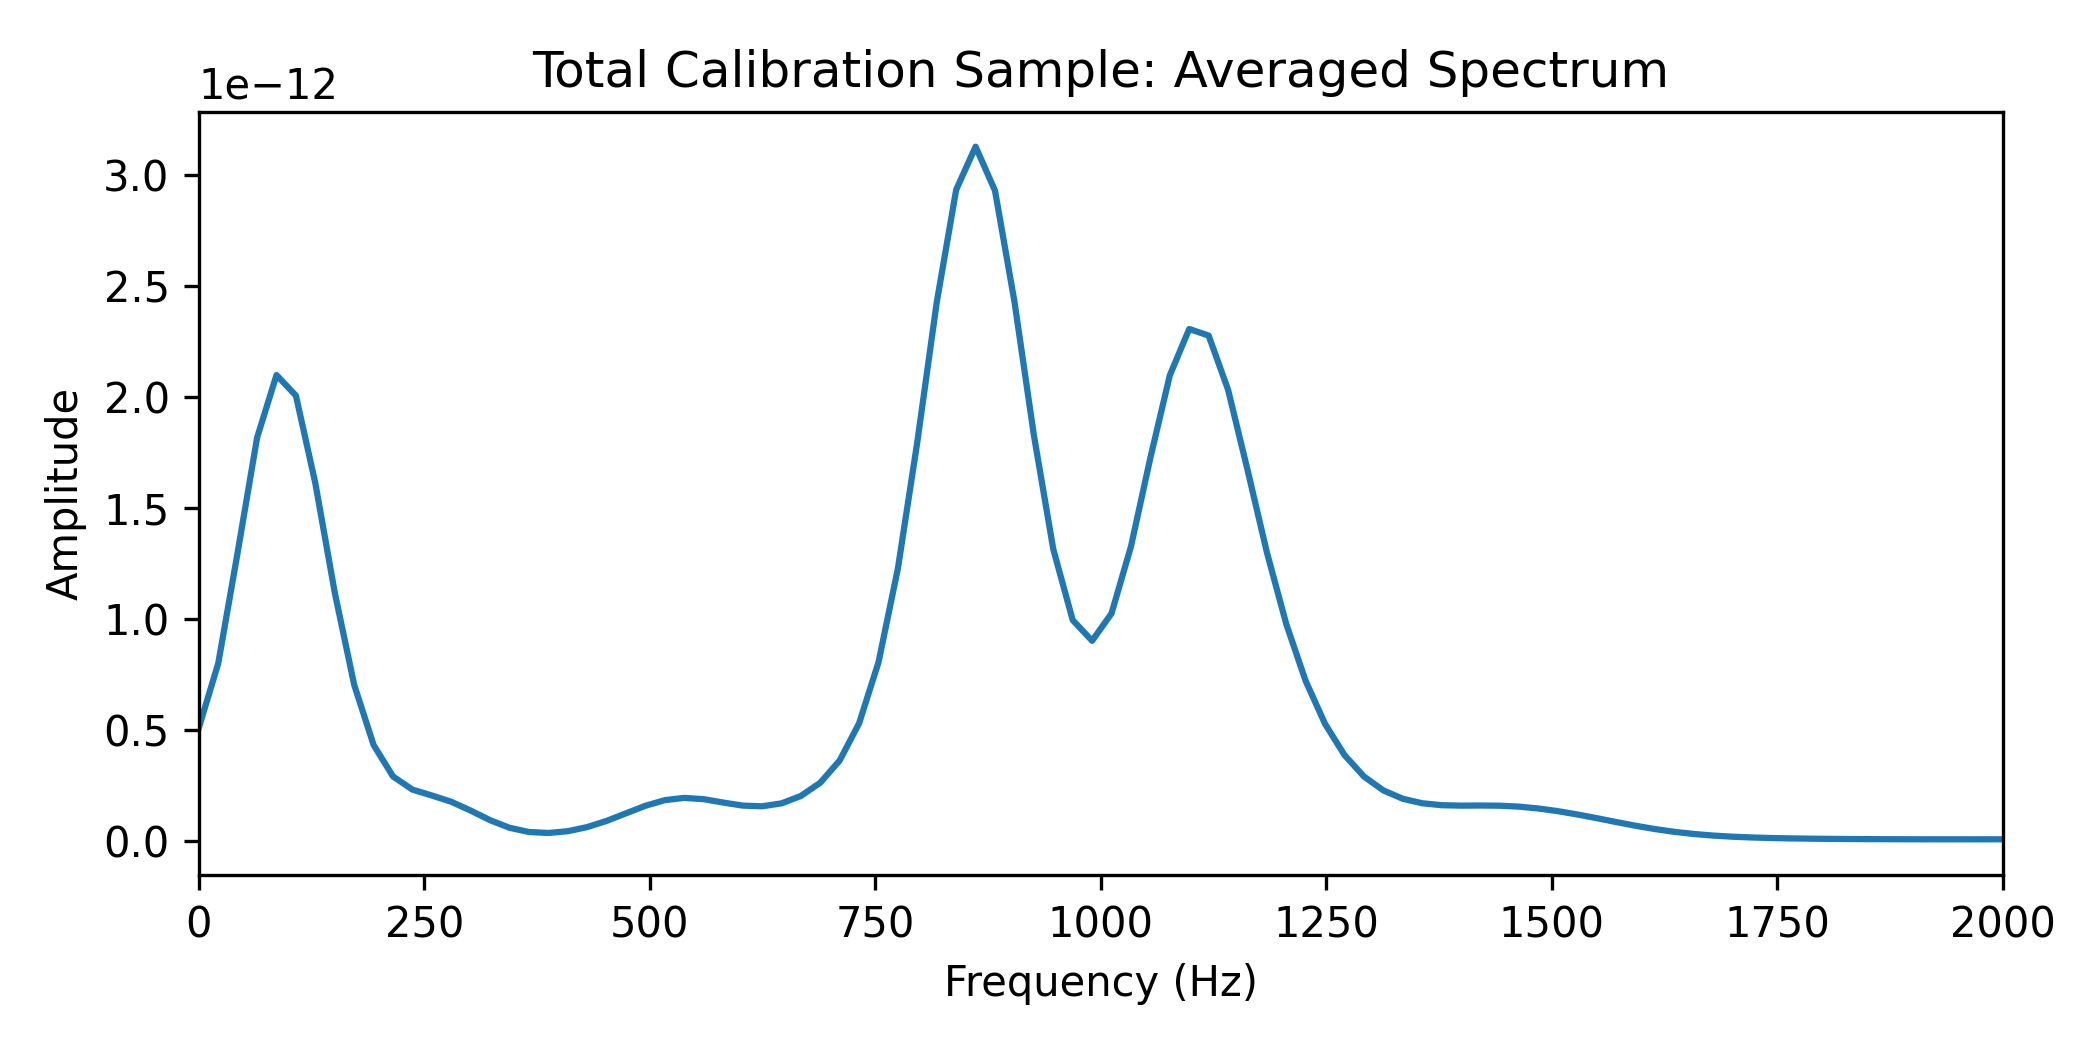 Total Calibration Sample: Averaged Spectrum
1e−12
3.0
2.5
2.0
1.5
1.0
0.5
0.0
Amplitude
0 250 500 750 1000 1250 1500 1750 2000
Frequency (Hz)